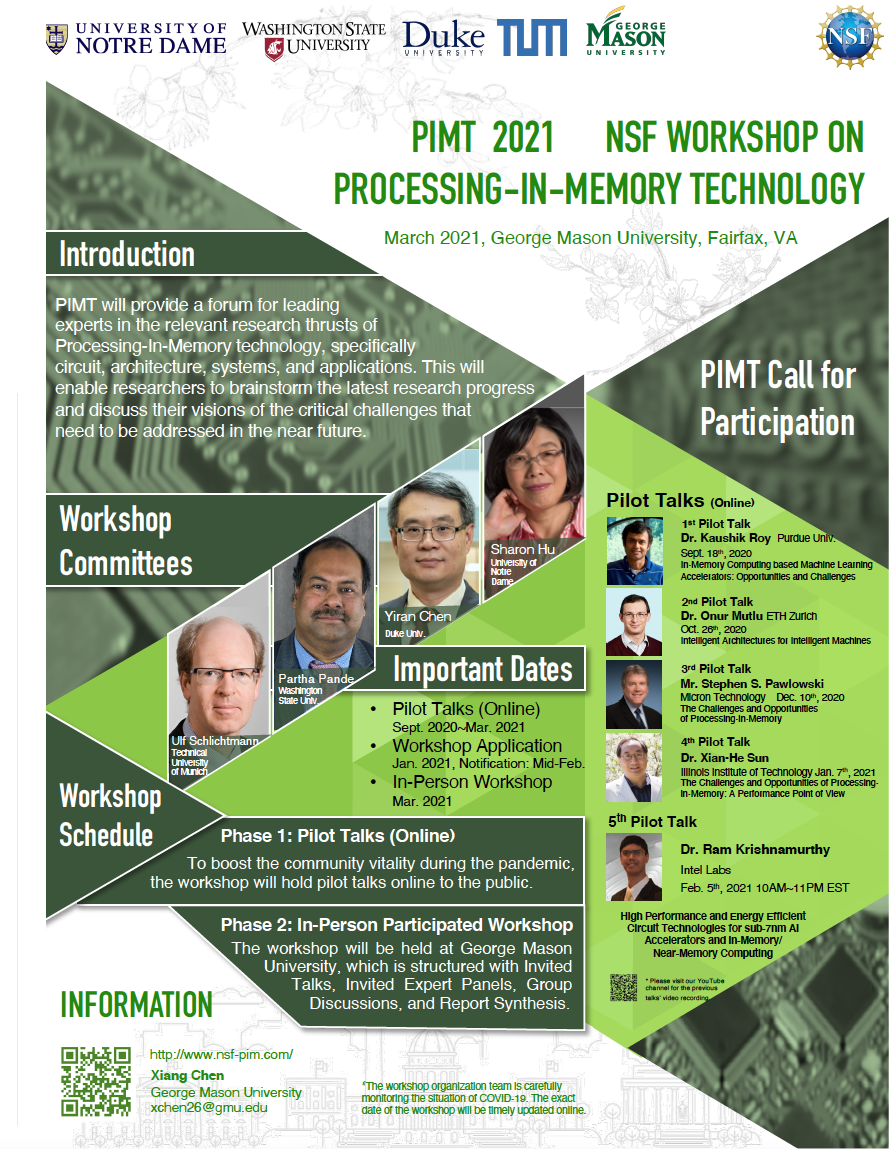 UNIVERSITY OF
NOTRE DAME
WASHINGTON STATE
UNIVERSITY
Duke
UNIVERSITY
TUM
GEORGE
MASON
UNIVERSITY
NSF
PIMT 2021 NSF WORKSHOP ON
PROCESSING-IN-MEMORY TECHNOLOGY
March 2021, George Mason University, Fairfax, VA
Introduction
PIMT will provide a forum for leading
experts in the relevant research thrusts of
Processing-In-Memory technology, specifically
circuit, architecture, systems, and applications. This will
enable researchers to brainstorm the latest research progress
and discuss their visions of the critical challenges that
need to be addressed in the near future.
PIMT Call for
Participation
Workshop
Committees
Sharon Hu
University of
Notre
Dame
Yiran Chen
Duke Univ.
Partha Pande
Washington
State Univ.
Ulf Schlichtmann
Technical
University
of Munich
Important Dates
• Pilot Talks (Online)
Sept. 2020~Mar. 2021
• Workshop Application
Jan. 2021, Notification: Mid-Feb.
• In-Person Workshop
Mar. 2021
Workshop
Schedule
Phase 1: Pilot Talks (Online)
To boost the community vitality during the pandemic,
the workshop will hold pilot talks online to the public.
Phase 2: In-Person Participated Workshop
The workshop will be held at George Mason
University, which is structured with Invited
Talks, Invited Expert Panels, Group
Discussions, and Report Synthesis.
Pilot Talks (Online)
1st Pilot Talk
Dr. Kaushik Roy Purdue Univ.
Sept. 18th, 2020
In-Memory Computing based Machine Learning
Accelerators: Opportunities and Challenges
2nd Pilot Talk
Dr. Onur Mutlu ETH Zurich
Oct. 26th, 2020
Intelligent Architectures for Intelligent Machines
3rd Pilot Talk
Mr. Stephen S. Pawlowski
Micron Technology Dec. 10th, 2020
The Challenges and Opportunities
of Processing-In-Memory
4th Pilot Talk
Dr. Xian-He Sun
Illinois Institute of Technology Jan. 7th, 2021
The Challenges and Opportunities of Processing-
In-Memory: A Performance Point of View
5th Pilot Talk
Dr. Ram Krishnamurthy
Intel Labs
Feb. 5th, 2021 10AM~11PM EST
High Performance and Energy Efficient
Circuit Technologies for sub-7nm AI
Accelerators and In-Memory/
Near-Memory Computing
* Please visit our YouTube
channel for the previous
talks' video recording.
INFORMATION
http://www.nsf-pim.com/
Xiang Chen
George Mason University
xchen26@gmu.edu
*The workshop organization team is carefully
monitoring the situation of COVID-19. The exact
date of the workshop will be timely updated online.